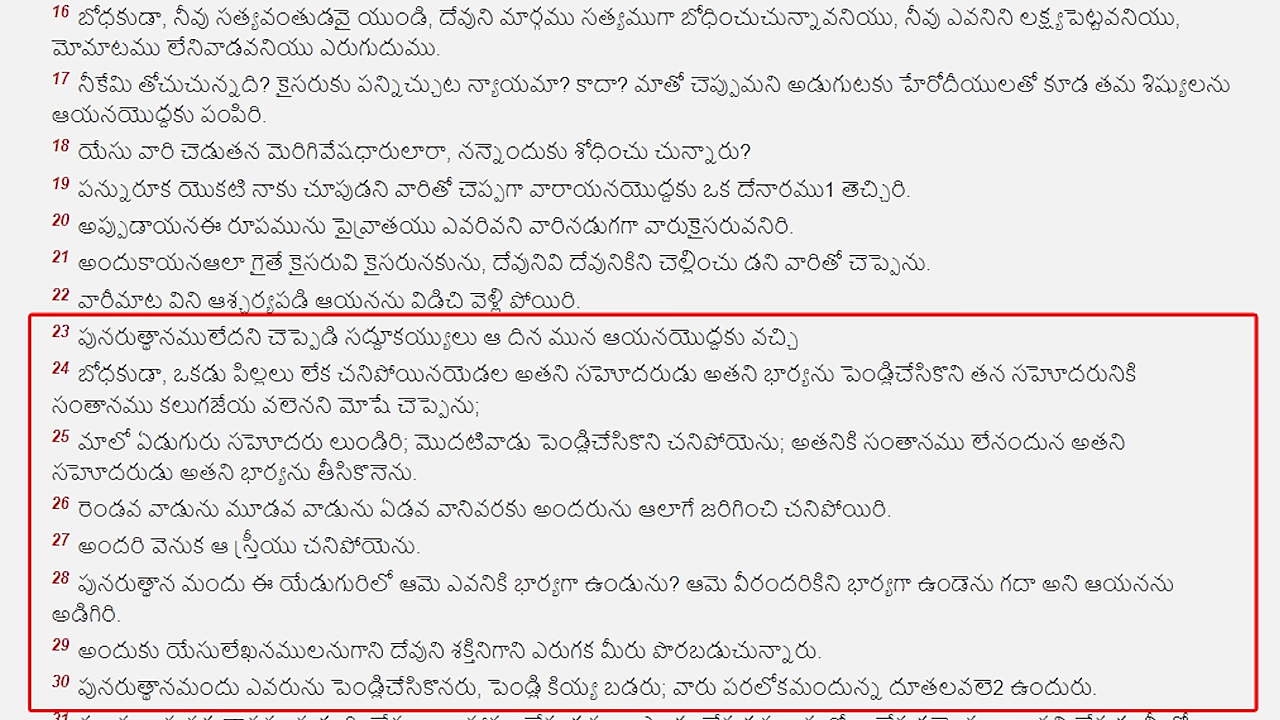 16 బోధకుడా, నీవు సత్యవంతుడవై యుండి, దేవుని మార్గము సత్యముగా బోధించుచున్నావనియు, నీవు ఎవనిని లక్ష్యపెట్టవనియు,
మోమాటము లేనివాడవనియు ఎరుగుదుము.
17 నీకేమి తోచుచున్నది? కైసరుకు పన్నిచ్చుట న్యాయమా? కాదా? మాతో చెప్పుమని అడుగుటకు హేరోదీయులతో కూడ తమ శిష్యులను
ఆయనయొద్దకు పంపిరి.
18 యేసు వారి చెడుతన మెరిగివేషధారులారా, నన్నెందుకు శోధించు చున్నారు?
19 పన్నురూక యొకటి నాకు చూపుడని వారితో చెప్పగా వారాయనయొద్దకు ఒక దేనారము1 తెచ్చిరి.
20 అప్పుడాయనఈ రూపమును పైవ్రాతయు ఎవరివని వారినడుగగా వారుకైసరువనిరి.
21 అందుకాయనఆలా గైతే కైసరువి కైసరునకును, దేవునివి దేవునికిని చెల్లించు డని వారితో చెప్పెను.
22 వారీమాట విని ఆశ్చర్యపడి ఆయనను విడిచి వెళ్లి పోయిరి.
23 పునరుత్థానములేదని చెప్పెడి సద్దూకయ్యులు ఆ దిన మున ఆయనయొద్దకు వచ్చి
24 బోధకుడా, ఒకడు పిల్లలు లేక చనిపోయినయెడల అతని సహోదరుడు అతని భార్యను పెండ్లిచేసికొని తన సహోదరునికి
సంతానము కలుగజేయ వలెనని మోషే చెప్పెను;
25 మాలో ఏడుగురు సహోదరు లుండిరి; మొదటివాడు పెండ్లిచేసికొని చనిపోయెను; అతనికి సంతానము లేనందున అతని
సహోదరుడు అతని భార్యను తీసికొనెను.
26 రెండవ వాడును మూడవ వాడును ఏడవ వానివరకు అందరును ఆలాగే జరిగించి చనిపోయిరి.
27 అందరి వెనుక ఆ స్త్రీయు చనిపోయెను.
28 పునరుత్థాన మందు ఈ యేడుగురిలో ఆమె ఎవనికి భార్యగా ఉండును? ఆమె వీరందరికిని భార్యగా ఉండెను గదా అని ఆయనను
అడిగిరి.
29 అందుకు యేసులేఖనములనుగాని దేవుని శక్తినిగాని ఎరుగక మీరు పొరబడుచున్నారు.
30 పునరుత్థానమందు ఎవరును పెండ్లిచేసికొనరు, పెండ్లి కియ్య బడరు; వారు పరలోకమందున్న దూతలవలె2 ఉందురు.
31